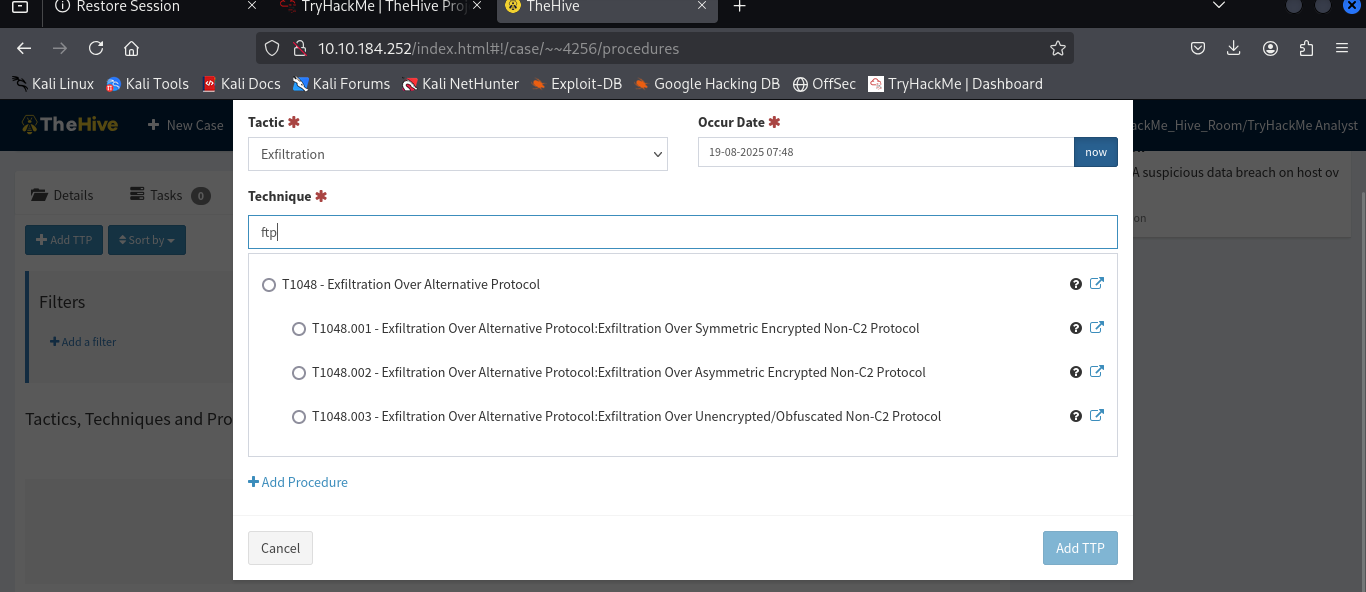 Restore Session
TryHackMe | TheHive Proj
TheHive
10.10.184.252/index.html#!/case/~~4256/procedures
Kali Linux Kali Tools Kali Docs Kali Forums Kali NetHunter Exploit-DB Google Hacking DB OffSec TryHackMe | Dashboard
TheHive + New Case
ackMe_Hive_Room/TryHackMe Analyst
A suspicious data breach on host ov
on
Details Tasks 0
+ Add TTP Sort by
Filters
+ Add a filter
Tactics, Techniques and Pro
Tactic *
Exfiltration
Occur Date *
19-08-2025 07:48 now
Technique *
ftp
T1048 - Exfiltration Over Alternative Protocol
T1048.001 - Exfiltration Over Alternative Protocol:Exfiltration Over Symmetric Encrypted Non-C2 Protocol
T1048.002 - Exfiltration Over Alternative Protocol:Exfiltration Over Asymmetric Encrypted Non-C2 Protocol
T1048.003 - Exfiltration Over Alternative Protocol:Exfiltration Over Unencrypted/Obfuscated Non-C2 Protocol
+ Add Procedure
Cancel Add TTP